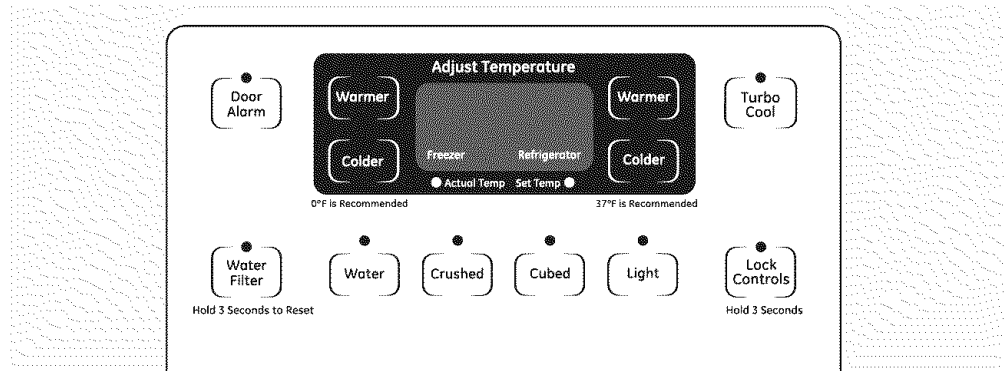 Adjust Temperature
Door
Alarm
Warmer
Warmer
Turbo
Cool
Colder
Freezer
Refrigerator
Colder
Actual Temp
Set Temp
0°F is Recommended
37°F is Recommended
Water
Filter
Water
Crushed
Cubed
Light
Lock
Controls
Hold 3 Seconds to Reset
Hold 3 Seconds